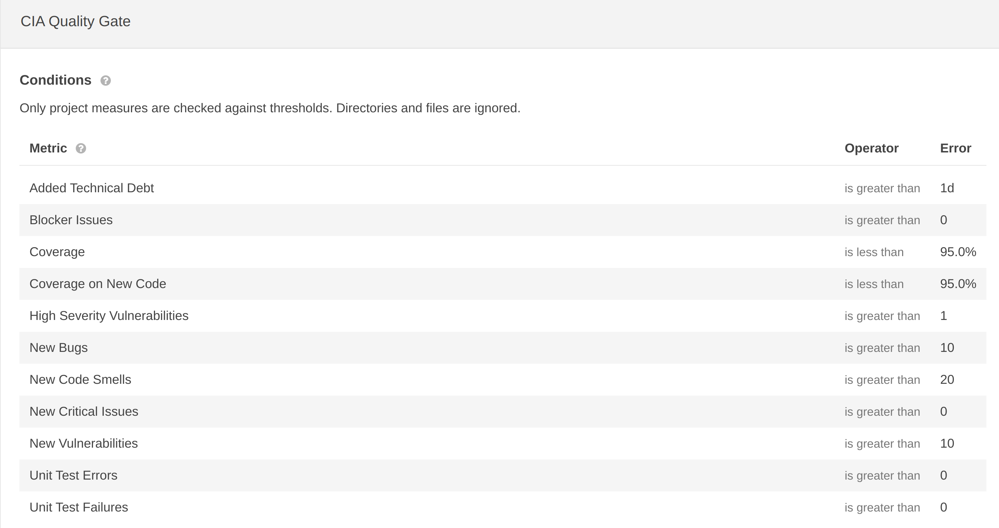 CIA Quality Gate
Conditions ?
Only project measures are checked against thresholds. Directories and files are ignored.
Metric ? Operator Error
Added Technical Debt is greater than 1d
Blocker Issues is greater than 0
Coverage is less than 95.0%
Coverage on New Code is less than 95.0%
High Severity Vulnerabilities is greater than 1
New Bugs is greater than 10
New Code Smells is greater than 20
New Critical Issues is greater than 0
New Vulnerabilities is greater than 10
Unit Test Errors is greater than 0
Unit Test Failures is greater than 0